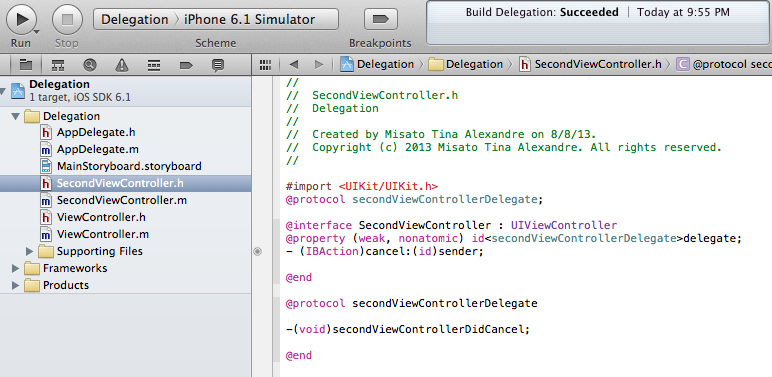 Delegation › iPhone 6.1 Simulator
Build Delegation: Succeeded | Today at 9:55 PM
Run
Stop
Scheme
Breakpoints
Delegation › Delegation › h SecondViewController.h › C @protocol seco
Delegation
1 target, iOS SDK 6.1
Delegation
h AppDelegate.h
m AppDelegate.m
MainStoryboard.storyboard
h SecondViewController.h
m SecondViewController.m
h ViewController.h
m ViewController.m
Supporting Files
Frameworks
Products
//
//  SecondViewController.h
//  Delegation
//
//  Created by Misato Tina Alexandre on 8/8/13.
//  Copyright (c) 2013 Misato Tina Alexandre. All rights reserved.
//
#import <UIKit/UIKit.h>
@protocol secondViewControllerDelegate;
@interface SecondViewController : UIViewController
@property (weak, nonatomic) id<secondViewControllerDelegate>delegate;
- (IBAction)cancel:(id)sender;
@end
@protocol secondViewControllerDelegate
-(void)secondViewControllerDidCancel;
@end